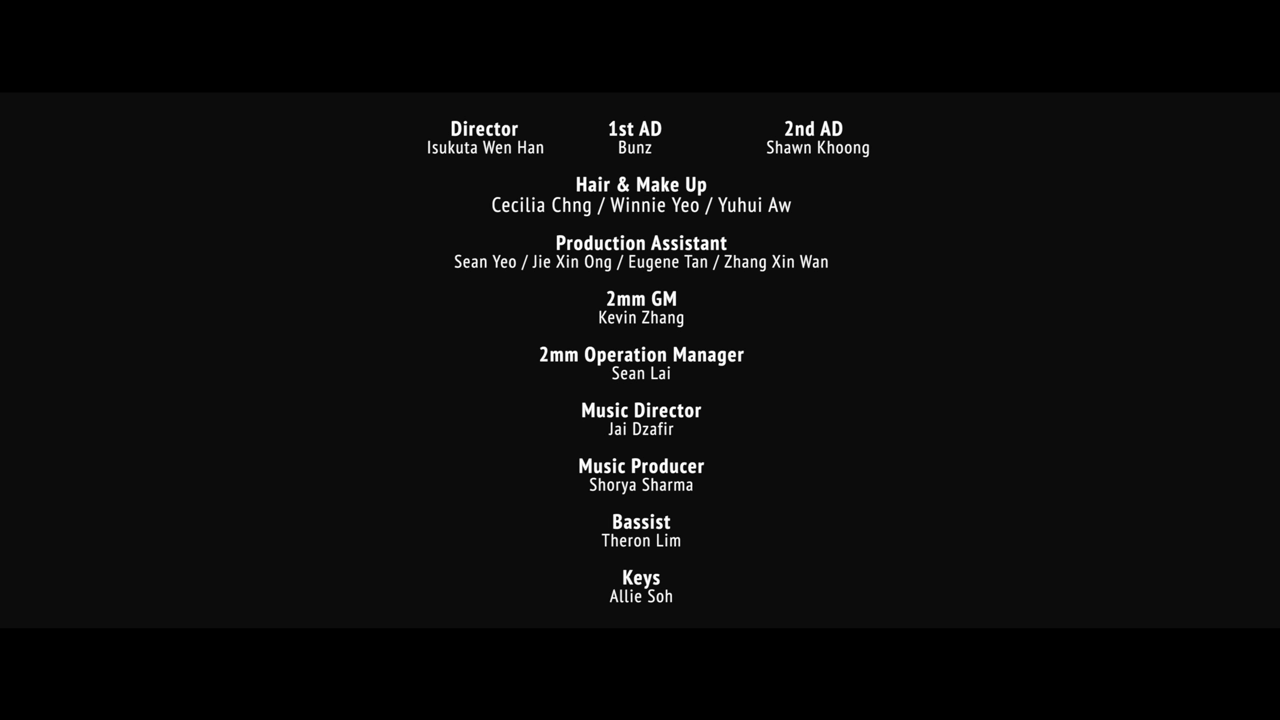 Director 1st AD 2nd AD
Isukuta Wen Han Bunz Shawn Khoong
Hair & Make Up
Cecilia Chng / Winnie Yeo / Yuhui Aw
Production Assistant
Sean Yeo / Jie Xin Ong / Eugene Tan / Zhang Xin Wan
2mm GM
Kevin Zhang
2mm Operation Manager
Sean Lai
Music Director
Jai Dzafir
Music Producer
Shorya Sharma
Bassist
Theron Lim
Keys
Allie Soh